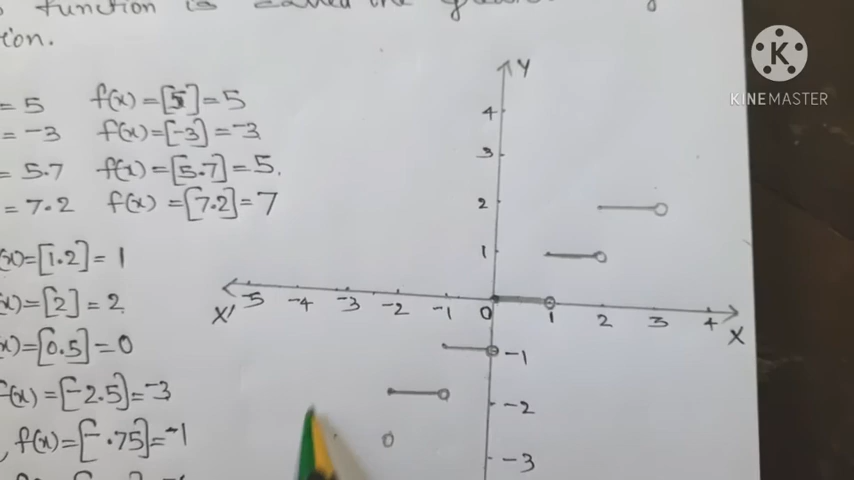 function is called the
tion.
= 5 f(x)=[5]=5
= -3 f(x)=[-3]=-3
= 5.7 f(x)=[5.7]=5.
= 7.2 f(x)=[7.2]=7
(x)=[1.2]=1
x)=[2]=2
x)=[0.5]=0
f(x)=[-2.5]=-3
, f(x)=[-.75]=-1
Y
4
3
2
1
X' -5 -4 -3 -2 -1 0 1 2 3 4 X
-1
-2
-3
K
KINEMASTER